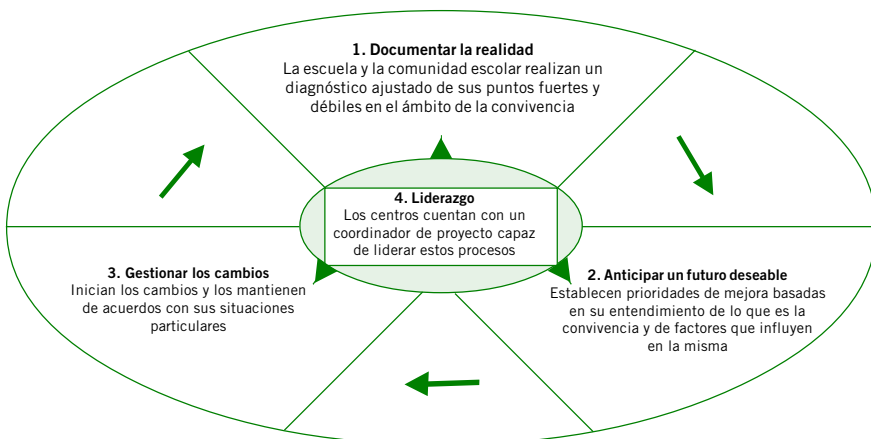 1. Documentar la realidad
La escuela y la comunidad escolar realizan un
diagnóstico ajustado de sus puntos fuertes y
débiles en el ámbito de la convivencia
4. Liderazgo
Los centros cuentan con un
coordinador de proyecto capaz
de liderar estos procesos
3. Gestionar los cambios
Inician los cambios y los mantienen
de acuerdos con sus situaciones
particulares
2. Anticipar un futuro deseable
Establecen prioridades de mejora basadas
en su entendimiento de lo que es la
convivencia y de factores que influyen
en la misma